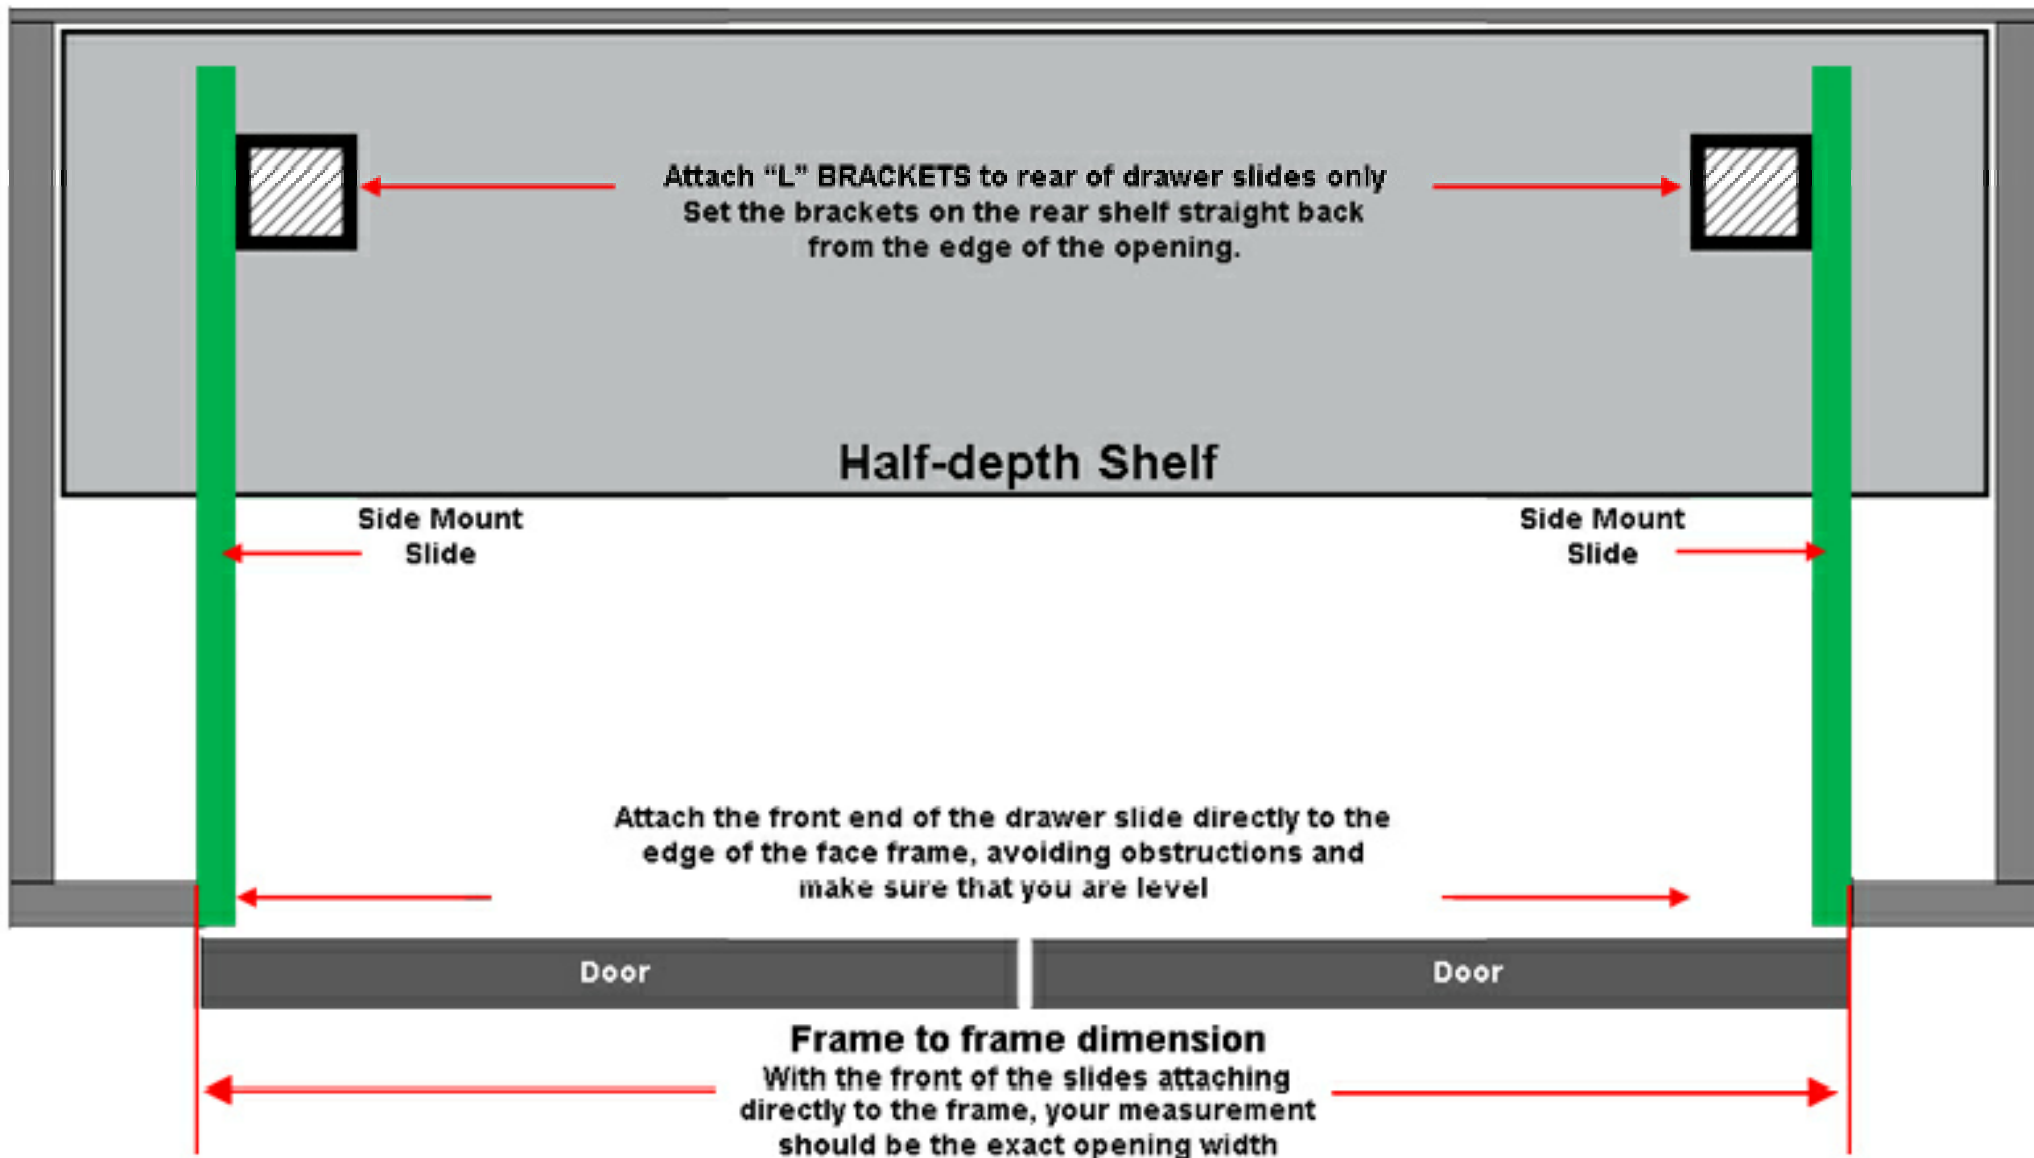 Attach “L” BRACKETS to rear of drawer slides only
Set the brackets on the rear shelf straight back
from the edge of the opening.
Half-depth Shelf
Side Mount
Slide
Side Mount
Slide
Attach the front end of the drawer slide directly to the
edge of the face frame, avoiding obstructions and
make sure that you are level
Door
Door
Frame to frame dimension
With the front of the slides attaching
directly to the frame, your measurement
should be the exact opening width